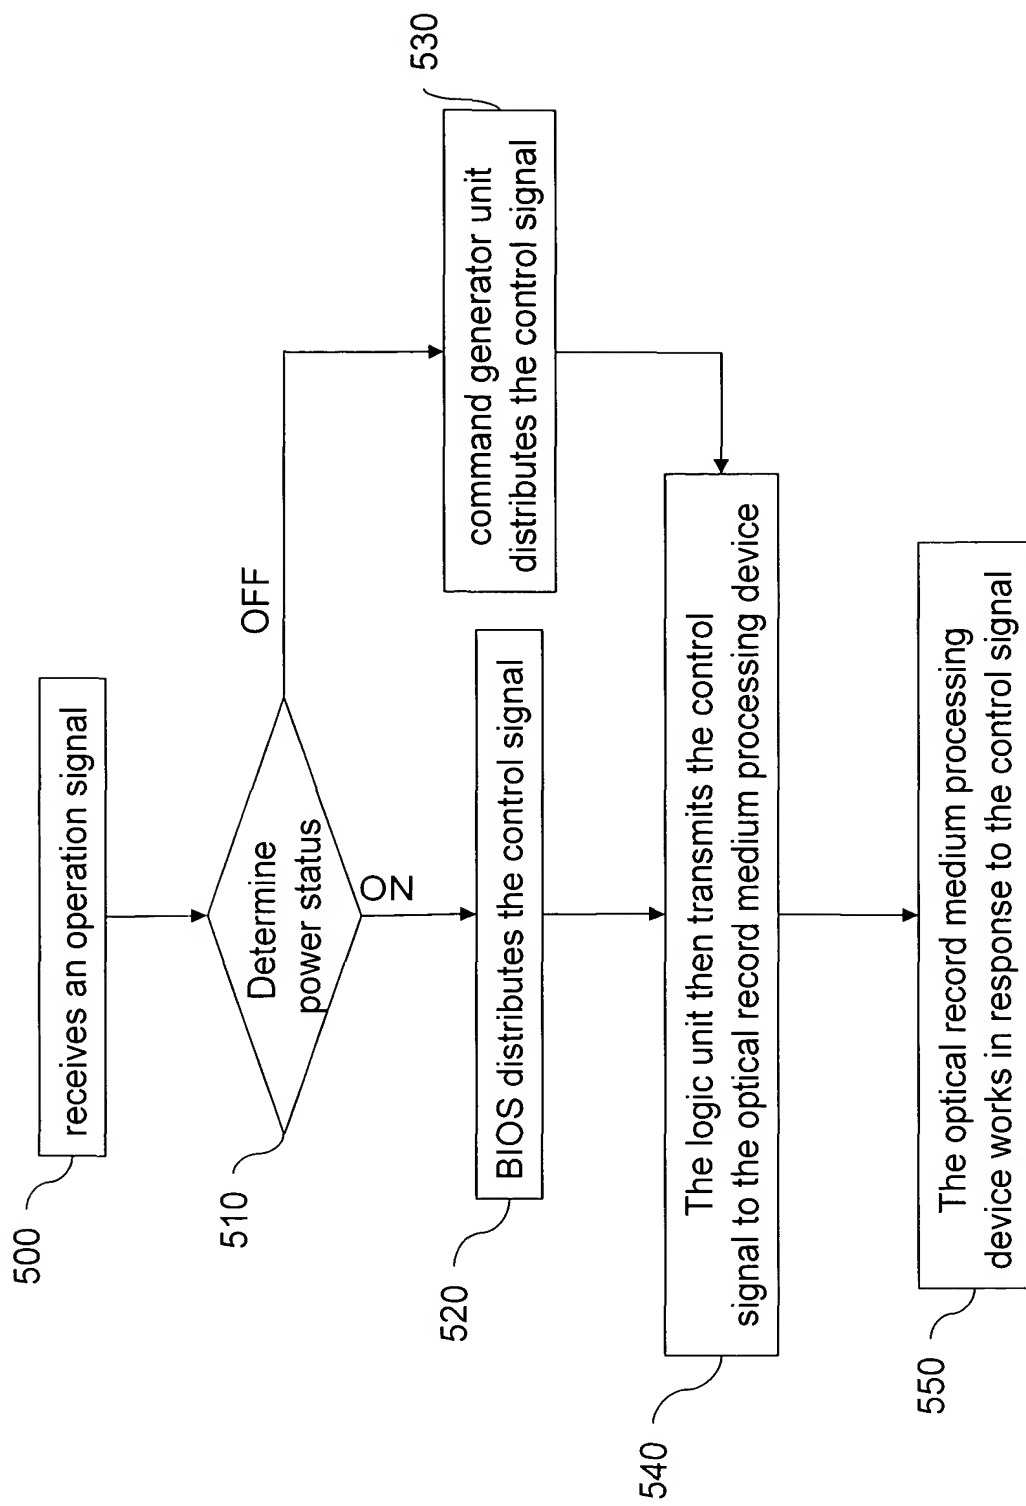 500
receives an operation signal
510
Determine
power status
OFF
ON
520
BIOS distributes the control signal
530
command generator unit
distributes the control signal
540
The logic unit then transmits the control
signal to the optical record medium processing device
550
The optical record medium processing
device works in response to the control signal